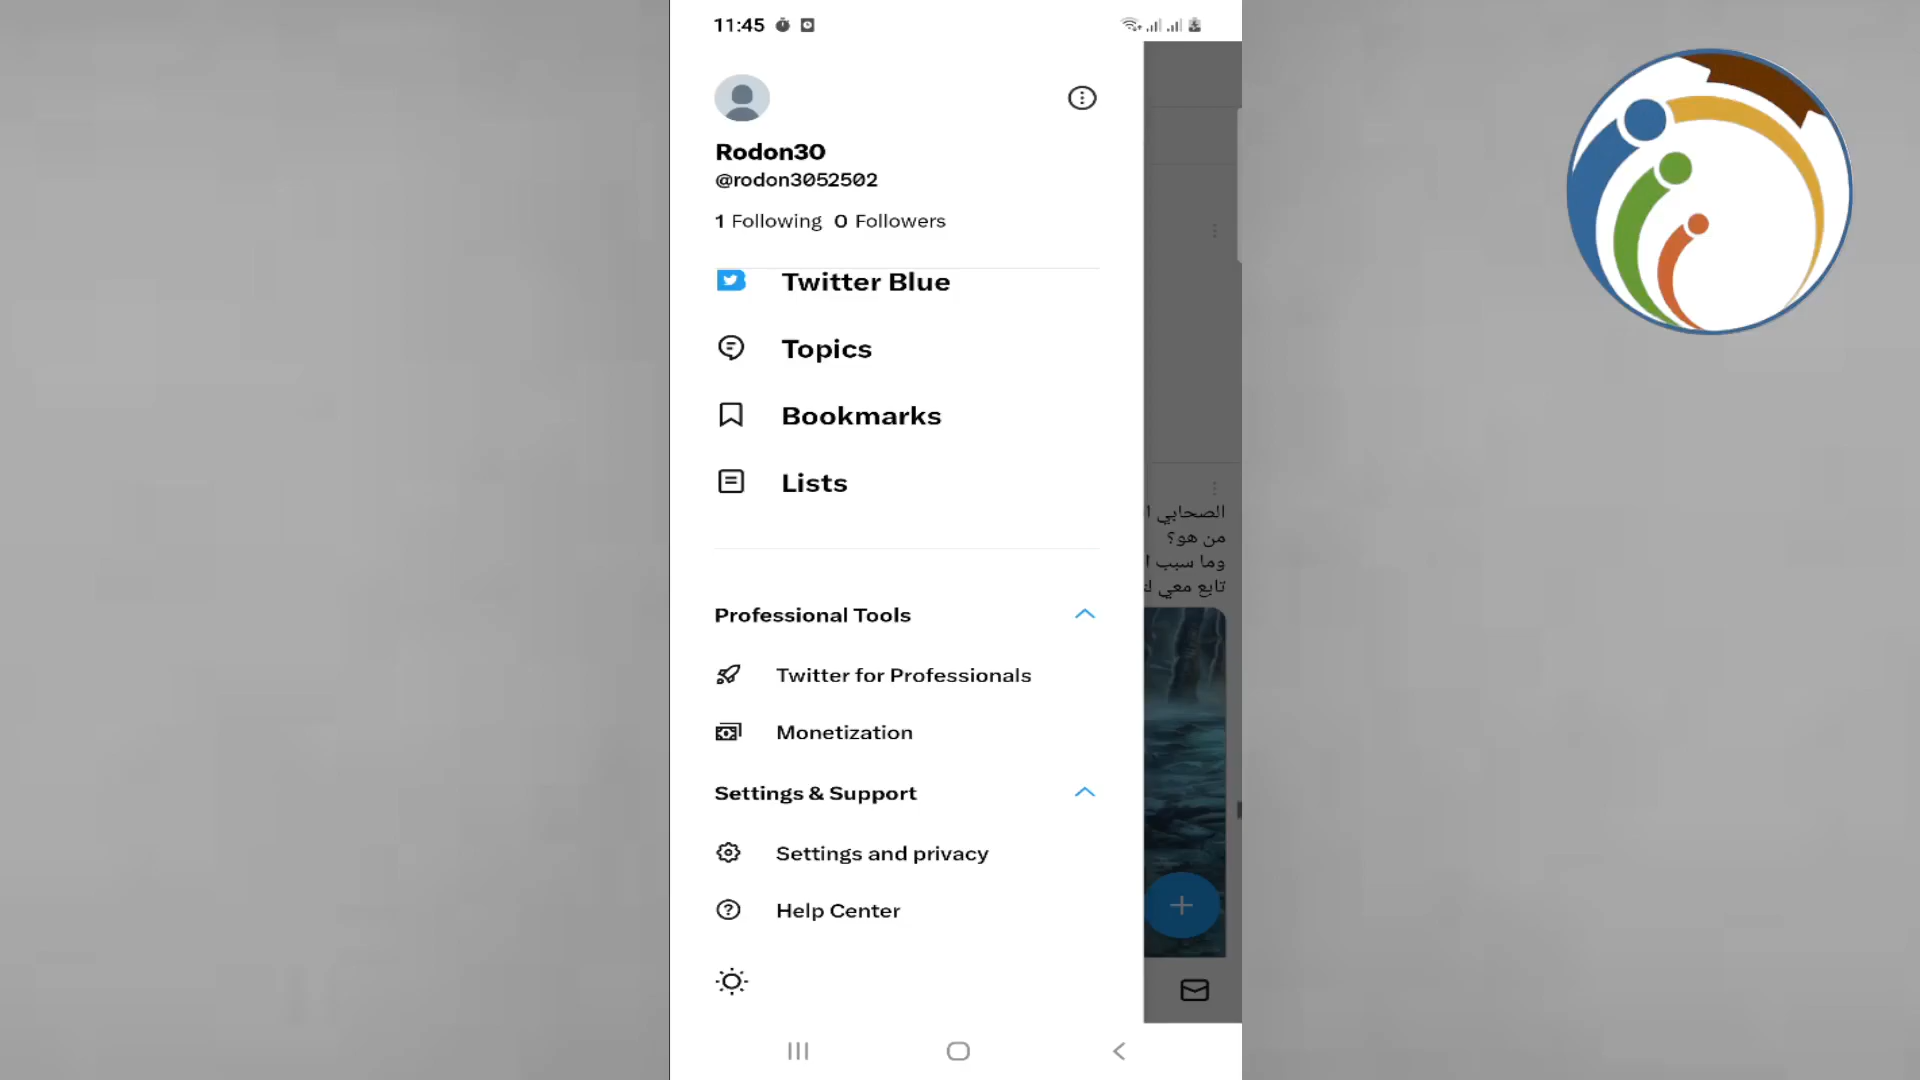 11:45
Rodon30
@rodon3052502
1 Following 0 Followers
Twitter Blue
Topics
Bookmarks
Lists
Professional Tools
Twitter for Professionals
Monetization
Settings & Support
Settings and privacy
Help Center
الصحابي ا
من هو؟
وما سبب ا
تابع معي لت